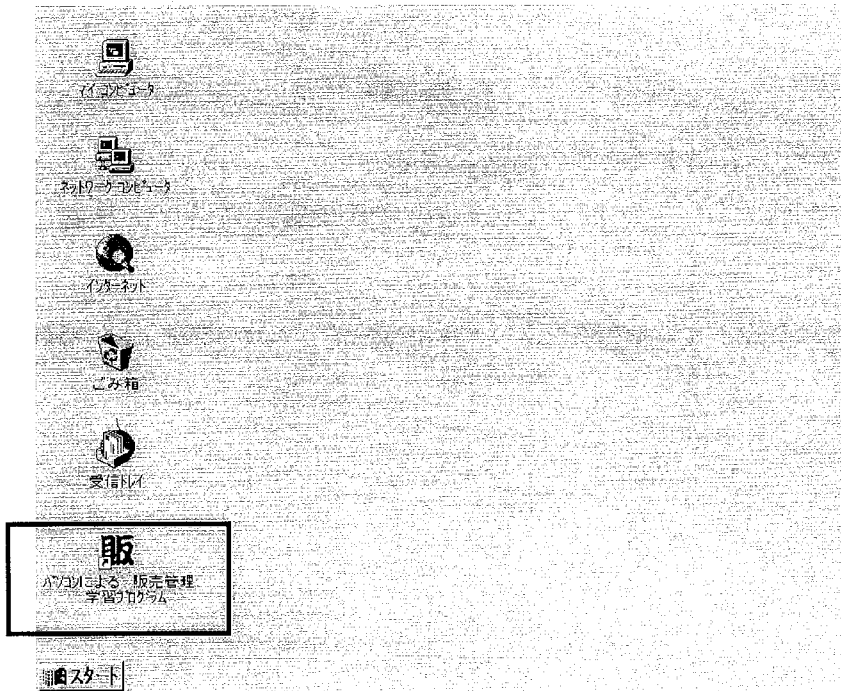 マイ コンピュータ
ネットワーク コンピュータ
インターネット
ごみ箱
受信トレイ
販
パソコンによる 販売管理
学習プログラム
スタート